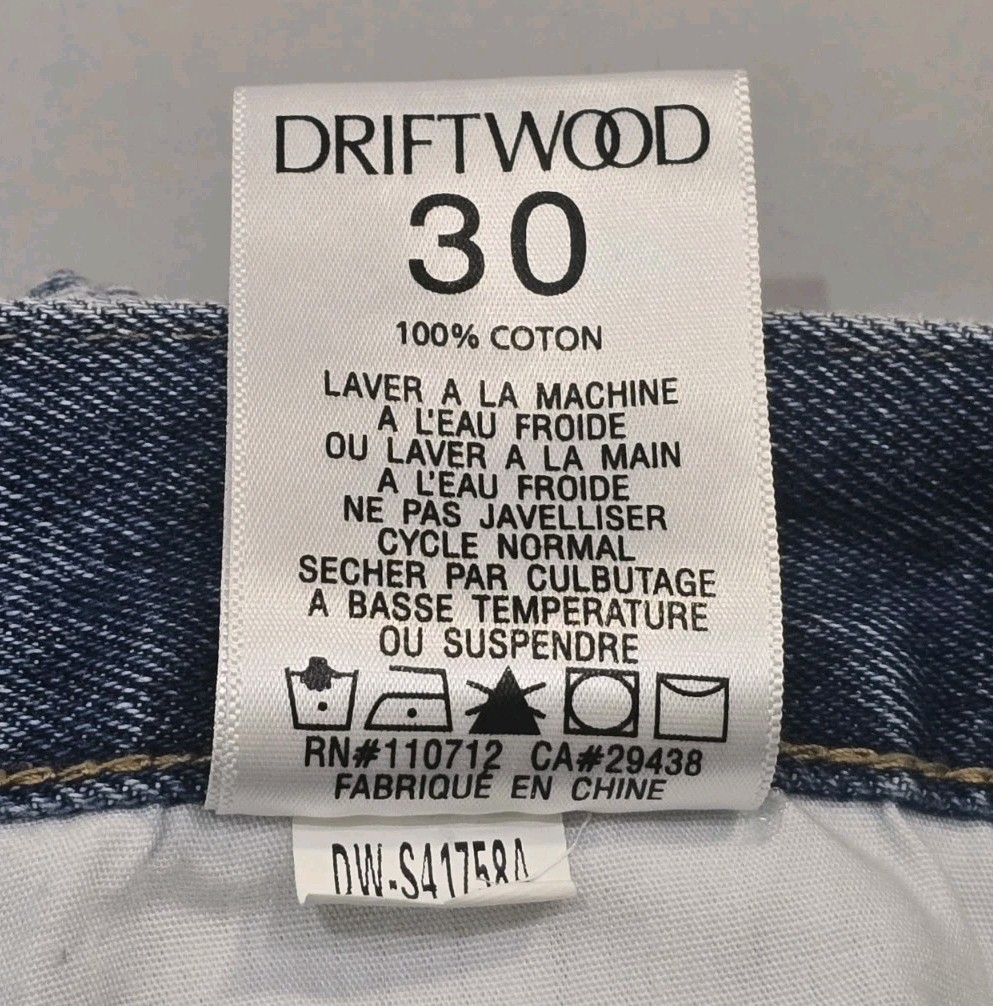 DRIFTWOOD
30
100% COTON
LAVER A LA MACHINE
A L'EAU FROIDE
OU LAVER A LA MAIN
A L'EAU FROIDE
NE PAS JAVELLISER
CYCLE NORMAL
SECHER PAR CULBUTAGE
A BASSE TEMPERATURE
OU SUSPENDRE
RN#110712 CA#29438
FABRIQUÉ EN CHINE
DW-S41758A